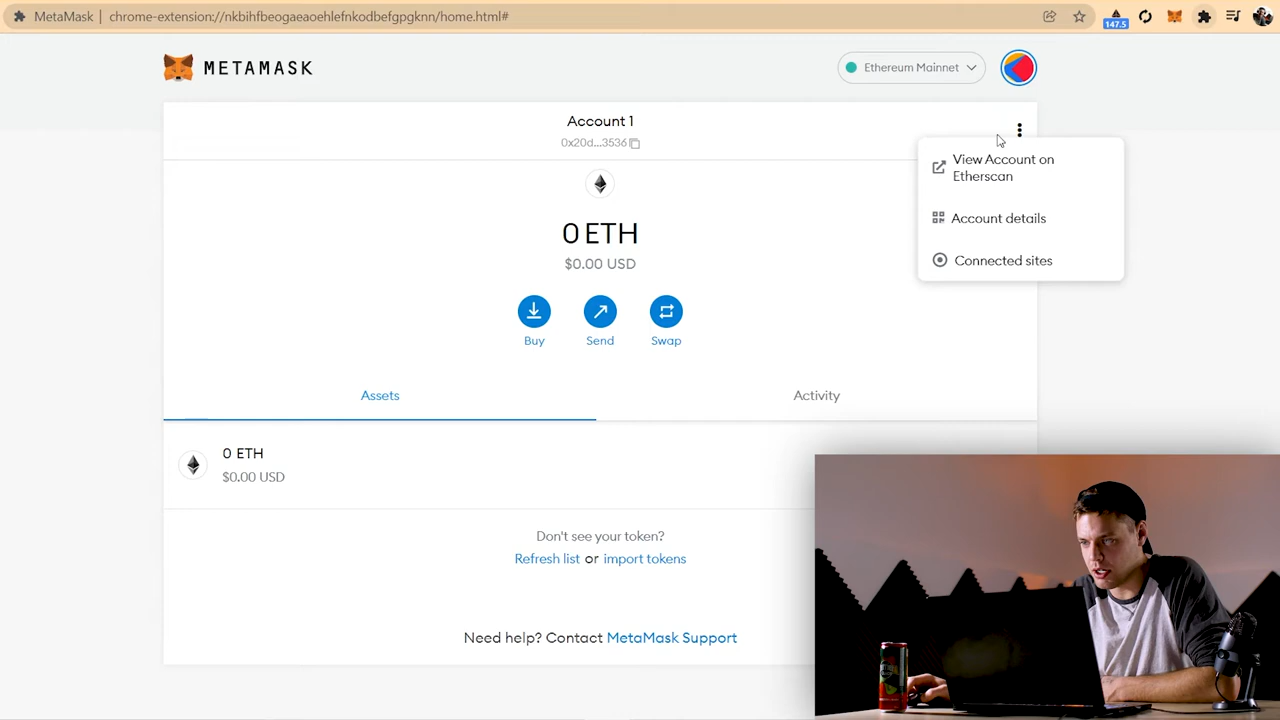 MetaMask | chrome-extension://nkbihfbeogaeaoehlefnkodbefgpgknn/home.html#
147.5
METAMASK
Ethereum Mainnet
Account 1
0x20d...3536
View Account on
Etherscan
0 ETH
Account details
$0.00 USD
Connected sites
Buy
Send
Swap
Assets
Activity
0 ETH
$0.00 USD
Don't see your token?
Refresh list or import tokens
Need help? Contact MetaMask Support